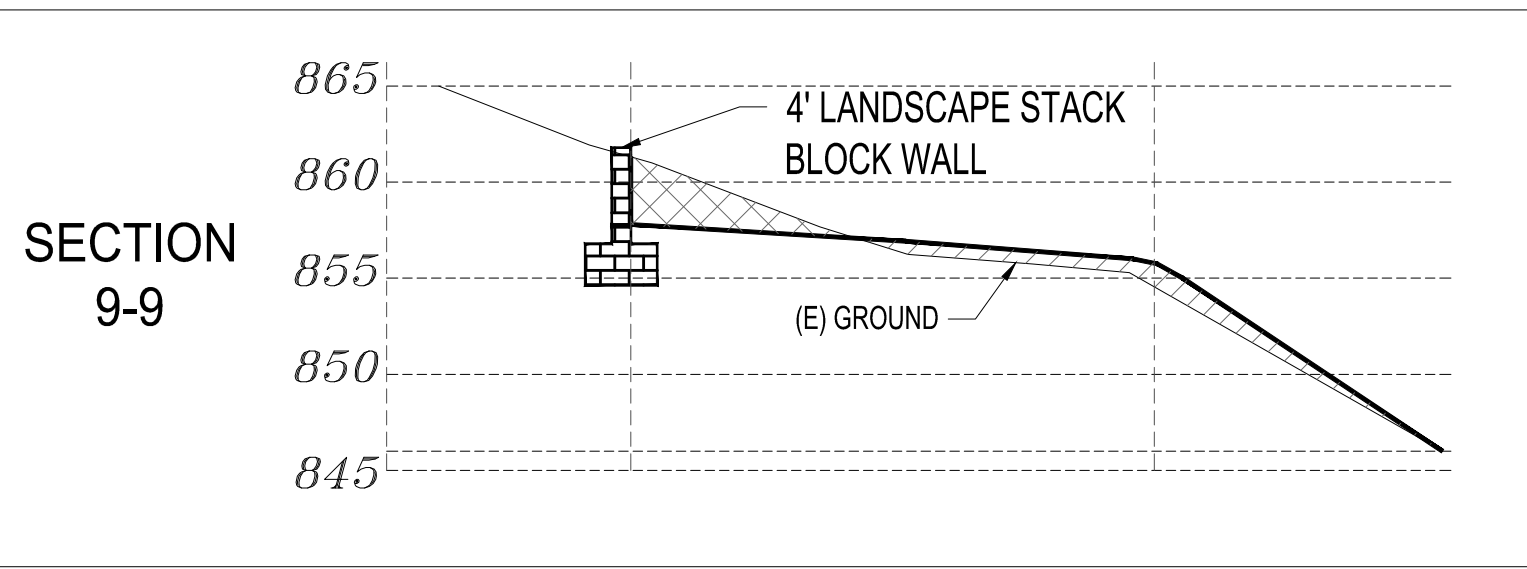 865
4' LANDSCAPE STACK
BLOCK WALL
860
SECTION
9-9
855
(E) GROUND
850
845